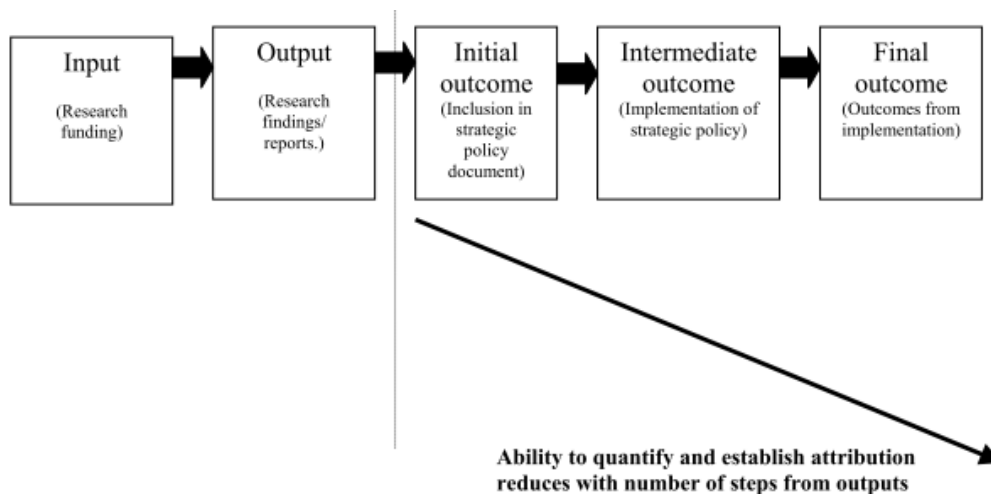 Input
(Research
funding)
Output
(Research
findings/
reports.)
Initial
outcome
(Inclusion in
strategic
policy
document)
Intermediate
outcome
(Implementation of
strategic policy)
Final
outcome
(Outcomes from
implementation)
Ability to quantify and establish attribution
reduces with number of steps from outputs